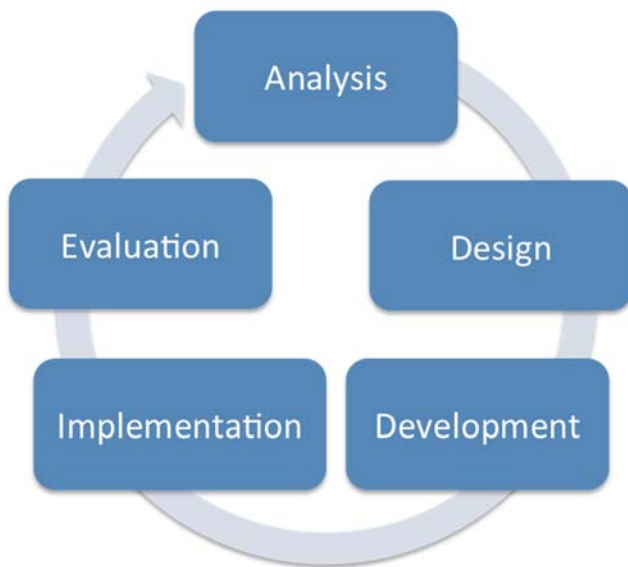 Analysis
Design
Development
Implementation
Evaluation